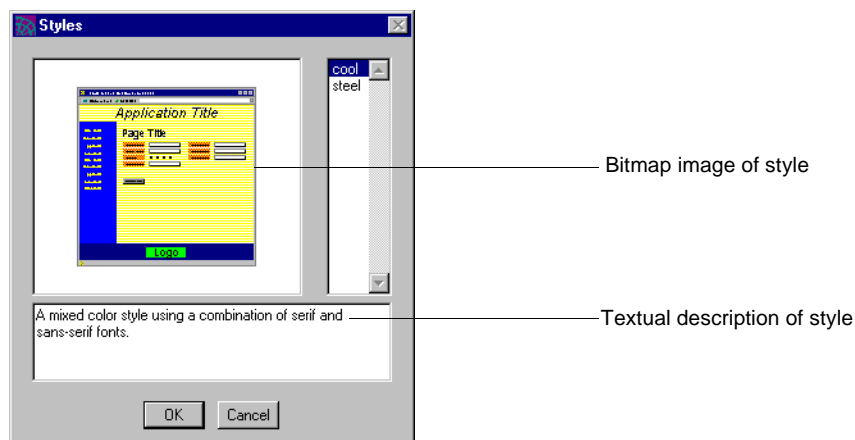 Styles
cool
steel
Application Title
Page Title
Bitmap image of style
Logo
A mixed color style using a combination of serif and
sans-serif fonts.
Textual description of style
OK
Cancel